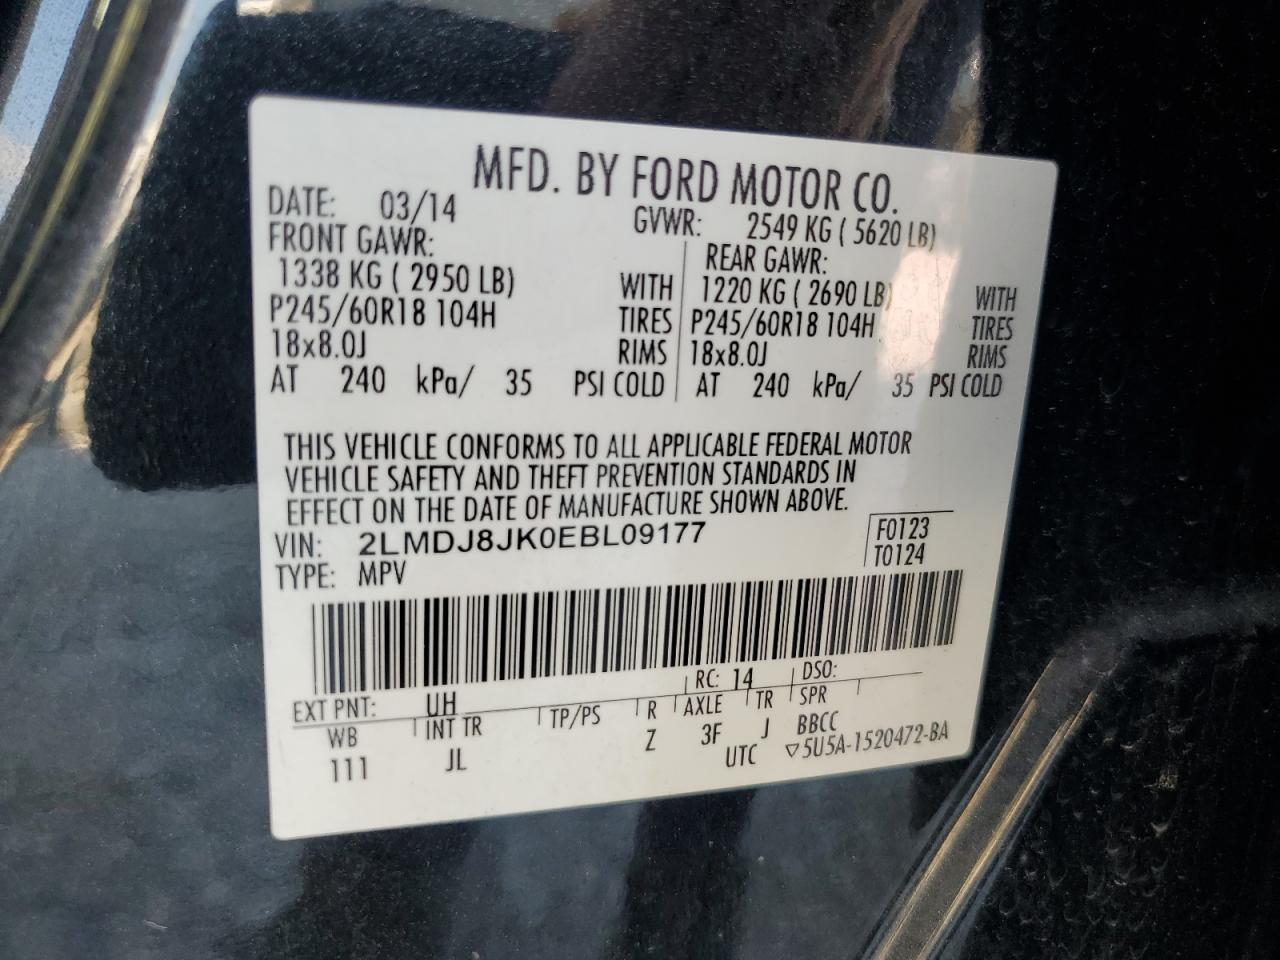 MFD. BY FORD MOTOR CO.
DATE: 03/14 GVWR: 2549 KG ( 5620 LB)
FRONT GAWR: REAR GAWR:
1338 KG ( 2950 LB) WITH 1220 KG ( 2690 LB) WITH
P245/60R18 104H TIRES P245/60R18 104H TIRES
18x8.0J RIMS 18x8.0J RIMS
AT 240 kPa/ 35 PSI COLD AT 240 kPa/ 35 PSI COLD
THIS VEHICLE CONFORMS TO ALL APPLICABLE FEDERAL MOTOR
VEHICLE SAFETY AND THEFT PREVENTION STANDARDS IN
EFFECT ON THE DATE OF MANUFACTURE SHOWN ABOVE.
VIN: 2LMDJ8JK0EBL09177 F0123
TYPE: MPV T0124
EXT PNT: UH RC: 14 DSO:
WB INT TR TP/PS R AXLE TR SPR
111 JL Z 3F J BBCC
UTC ▽5U5A-1520472-BA